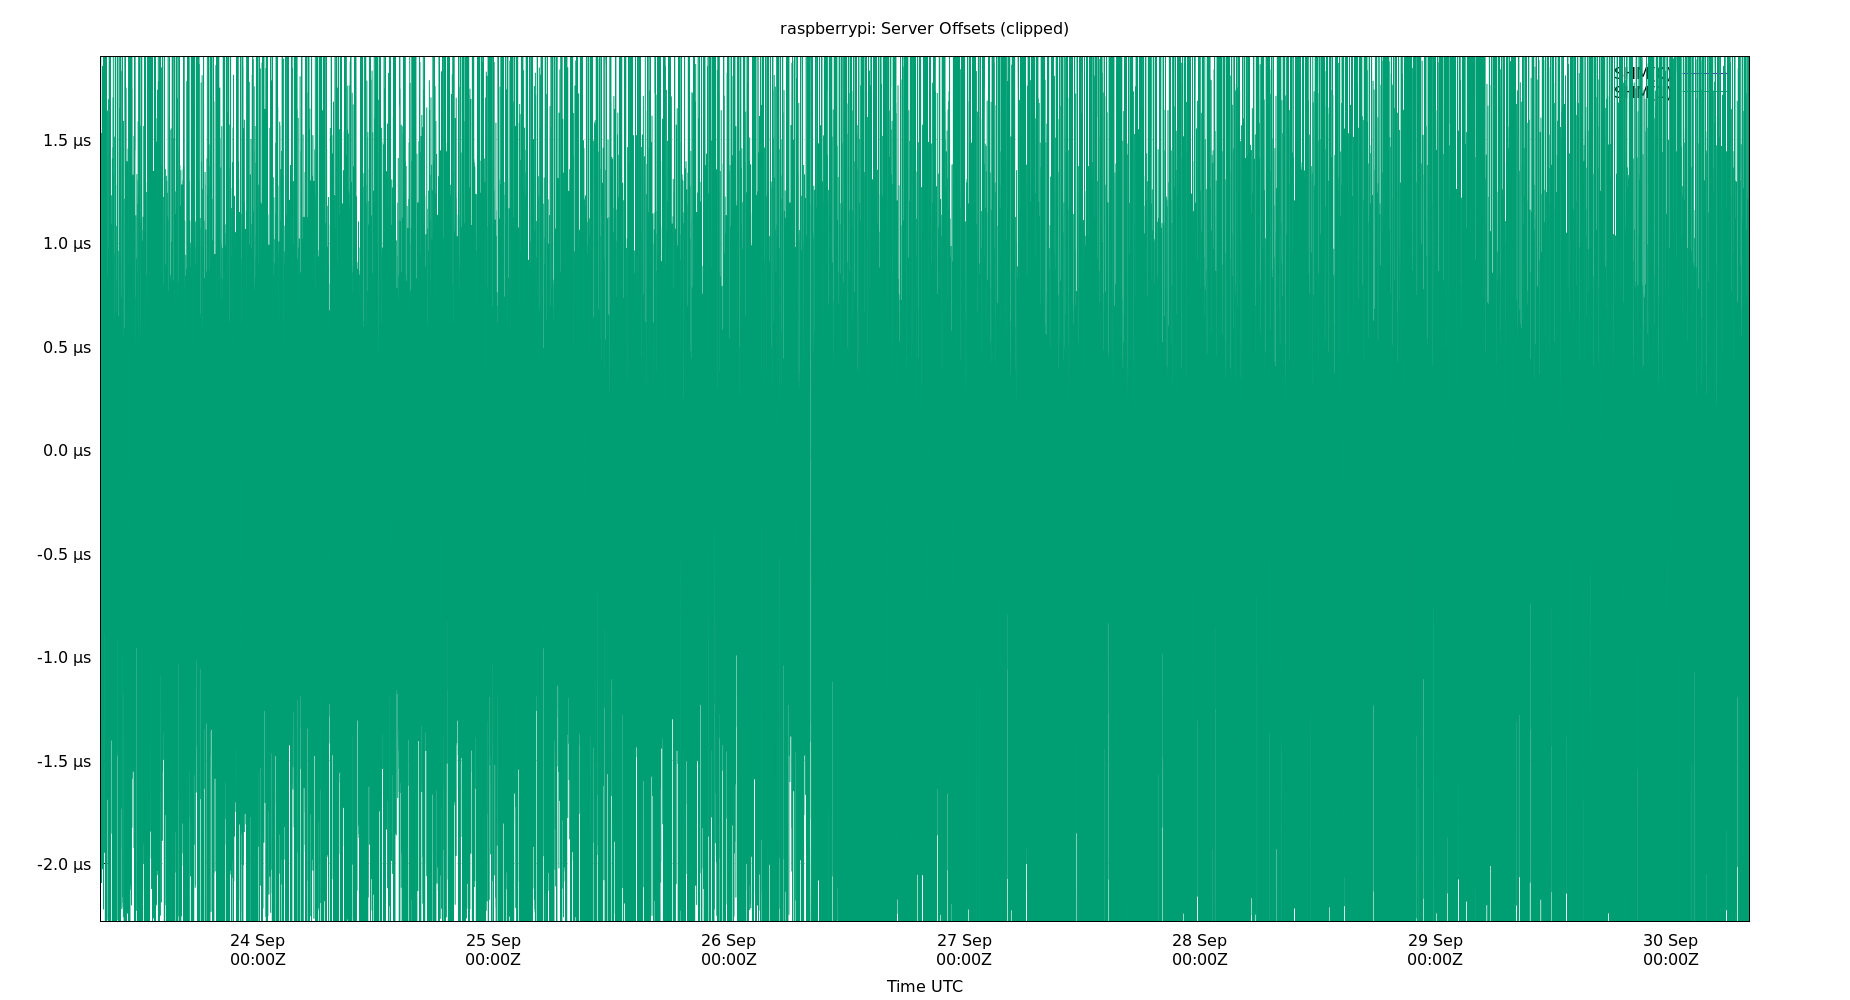 raspberrypi: Server Offsets (clipped)
1.5 µs
1.0 µs
0.5 µs
0.0 µs
-0.5 µs
-1.0 µs
-1.5 µs
-2.0 µs
24 Sep 25 Sep 26 Sep 27 Sep 28 Sep 29 Sep 30 Sep
00:00Z 00:00Z 00:00Z 00:00Z 00:00Z 00:00Z 00:00Z
Time UTC